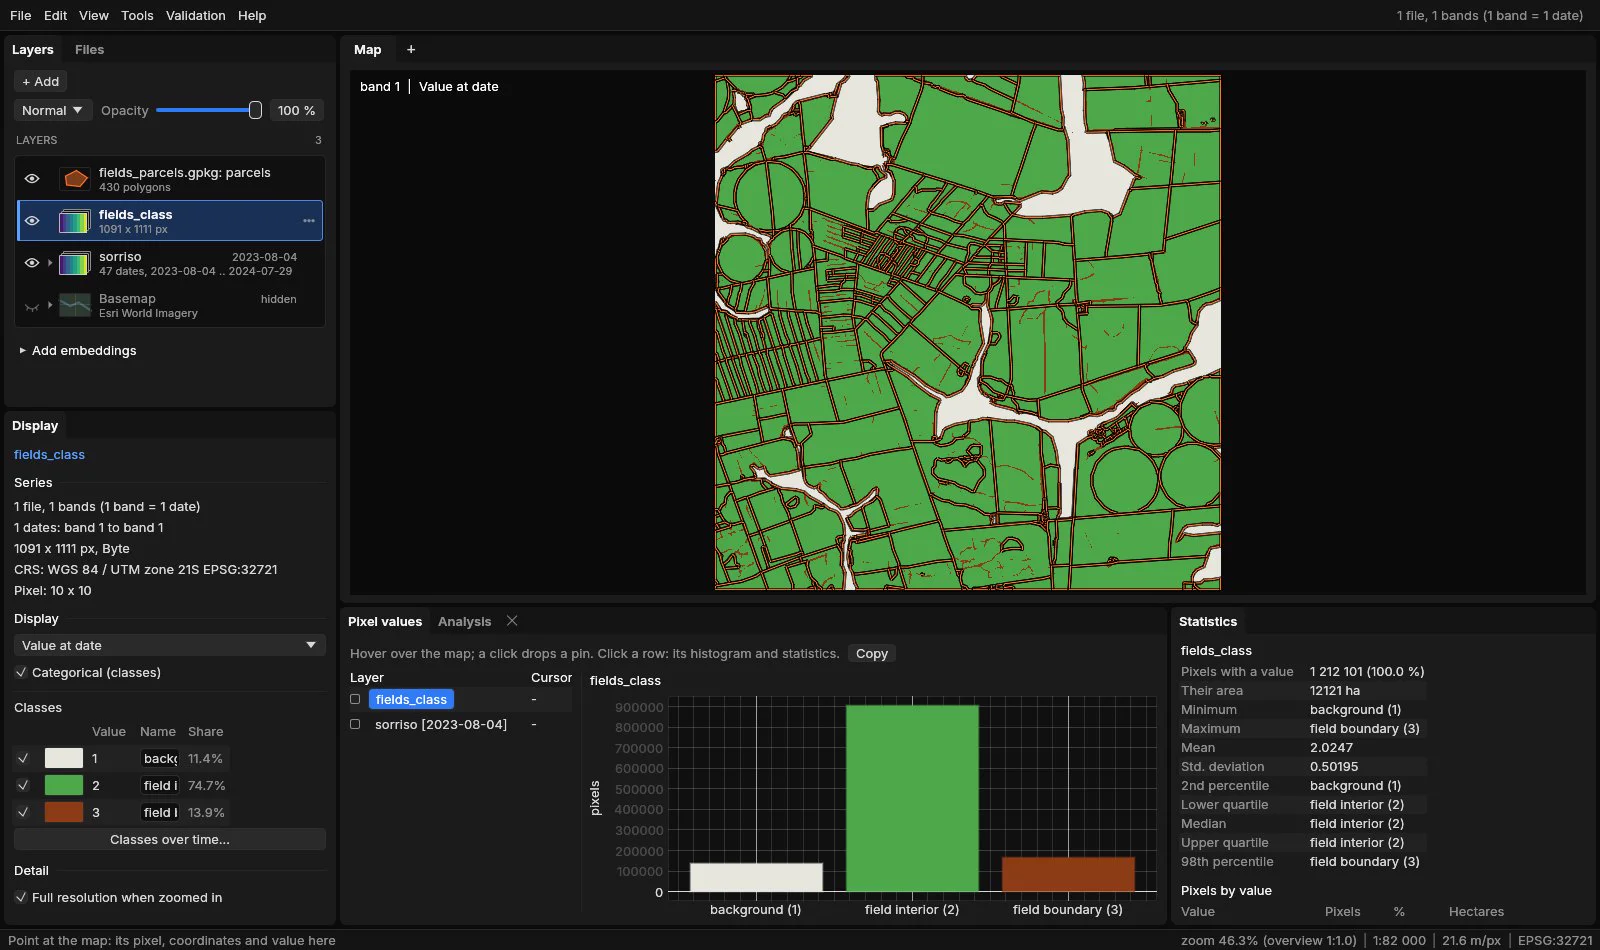 File Edit View Tools Validation Help
1 file, 1 bands (1 band = 1 date)
Layers Files
+ Add
Normal Opacity 100 %
LAYERS 3
fields_parcels.gpkg: parcels
430 polygons
fields_class
1091 x 1111 px
sorriso 2023-08-04
47 dates, 2023-08-04 .. 2024-07-29
Basemap hidden
Esri World Imagery
Add embeddings
Display
fields_class
Series
1 file, 1 bands (1 band = 1 date)
1 dates: band 1 to band 1
1091 x 1111 px, Byte
CRS: WGS 84 / UTM zone 21S EPSG:32721
Pixel: 10 x 10
Display
Value at date
Categorical (classes)
Classes
Value Name Share
1 backg 11.4%
2 field i 74.7%
3 field b 13.9%
Classes over time...
Detail
Full resolution when zoomed in
Map +
band 1 | Value at date
Pixel values Analysis
Hover over the map; a click drops a pin. Click a row: its histogram and statistics. Copy
Layer Cursor
fields_class -
sorriso [2023-08-04] -
fields_class
900000
800000
700000
600000
500000
400000
300000
200000
100000
0
pixels
background (1) field interior (2) field boundary (3)
Statistics
fields_class
Pixels with a value 1 212 101 (100.0 %)
Their area 12121 ha
Minimum background (1)
Maximum field boundary (3)
Mean 2.0247
Std. deviation 0.50195
2nd percentile background (1)
Lower quartile field interior (2)
Median field interior (2)
Upper quartile field interior (2)
98th percentile field boundary (3)
Pixels by value
Value Pixels % Hectares
Point at the map: its pixel, coordinates and value here
zoom 46.3% (overview 1:1.0) | 1:82 000 | 21.6 m/px | EPSG:32721